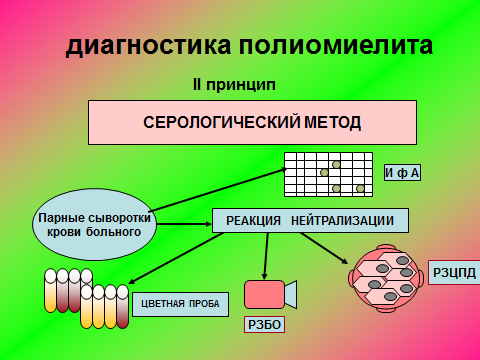 диагностика полиомиелита
II принцип
СЕРОЛОГИЧЕСКИЙ МЕТОД
И ф А
Парные сыворотки
крови больного
РЕАКЦИЯ НЕЙТРАЛИЗАЦИИ
РЗЦПД
ЦВЕТНАЯ ПРОБА
РЗБО